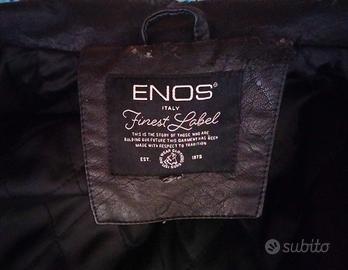 ENOS®
ITALY
Finest Label
THIS IS THE STORY OF THOSE WHO ARE
BUILDING OUR FUTURE THIS GARMENT HAS BEEN
MADE WITH RESPECT TO TRADITION
EST. 1975
subito